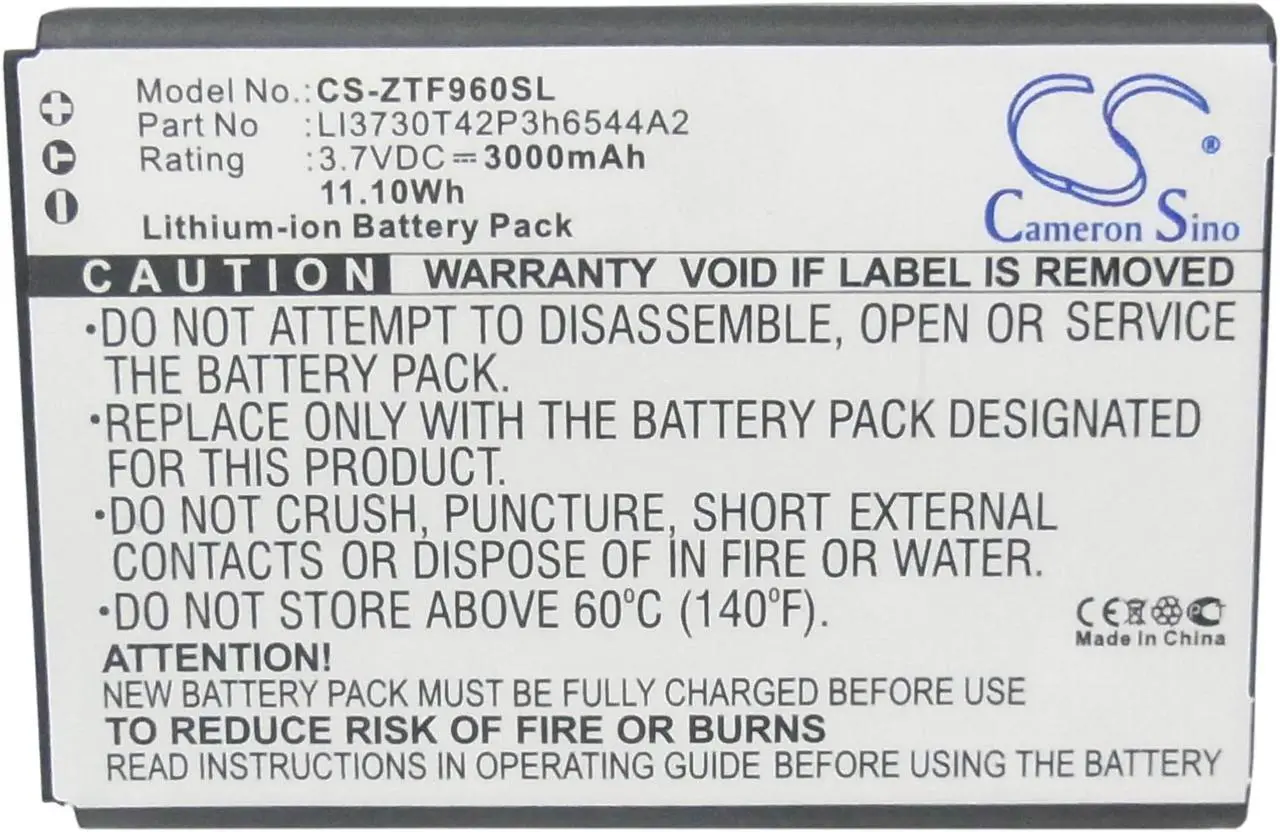 Model No.:CS-ZTF960SL
Part No :LI3730T42P3h6544A2
Rating :3.7VDC⎓3000mAh
11.10Wh
Lithium-ion Battery Pack
CS®
Cameron Sino
CAUTION WARRANTY VOID IF LABEL IS REMOVED
•DO NOT ATTEMPT TO DISASSEMBLE, OPEN OR SERVICE
THE BATTERY PACK.
•REPLACE ONLY WITH THE BATTERY PACK DESIGNATED
FOR THIS PRODUCT.
•DO NOT CRUSH, PUNCTURE, SHORT EXTERNAL
CONTACTS OR DISPOSE OF IN FIRE OR WATER.
•DO NOT STORE ABOVE 60°C (140°F).
CE
Made In China
ATTENTION!
NEW BATTERY PACK MUST BE FULLY CHARGED BEFORE USE
TO REDUCE RISK OF FIRE OR BURNS
READ INSTRUCTIONS IN OPERATING GUIDE BEFORE USING THE BATTERY